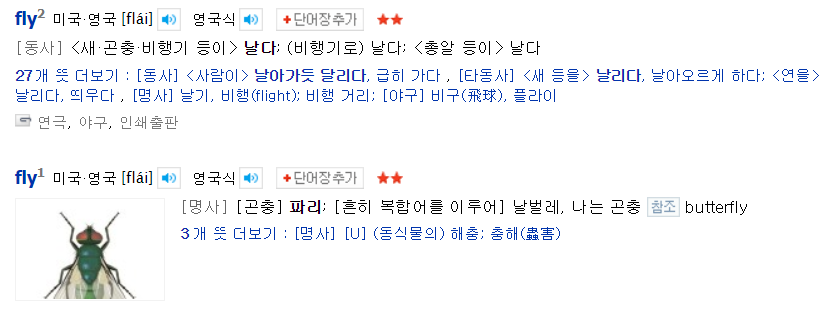 fly2 미국·영국 [flái] 영국식 +단어장추가 ★★
[동사] <새·곤충·비행기 등이> 날다; (비행기로) 날다; <총알 등이> 날다
27개 뜻 더보기 : [동사] <사람이> 날아가듯 달리다, 급히 가다 , [타동사] <새 등을> 날리다, 날아오르게 하다; <연을>
날리다, 띄우다 , [명사] 날기, 비행(flight); 비행 거리; [야구] 비구(飛球), 플라이
연극, 야구, 인쇄출판
fly1 미국·영국 [flái] 영국식 +단어장추가 ★★
[명사] [곤충] 파리; [흔히 복합어를 이루어] 날벌레, 나는 곤충 참조 butterfly
3개 뜻 더보기 : [명사] [U] (동식물의) 해충; 충해(蟲害)